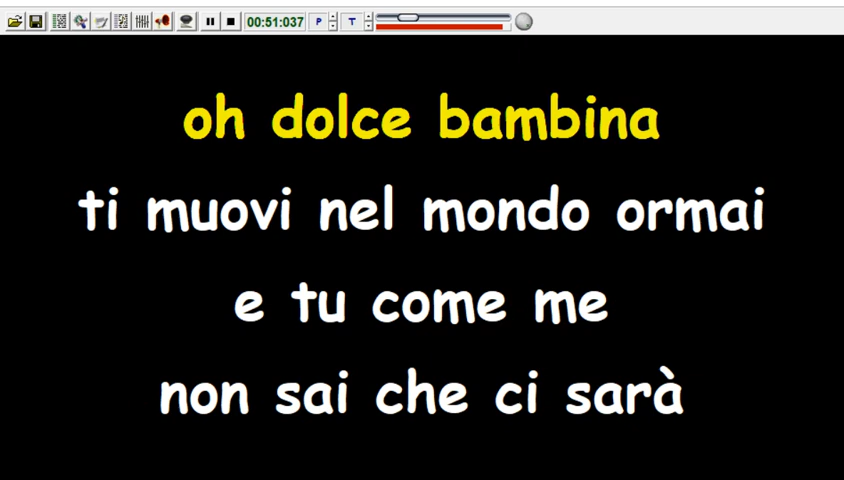 00:51:037 P T
oh dolce bambina
ti muovi nel mondo ormai
e tu come me
non sai che ci sarà